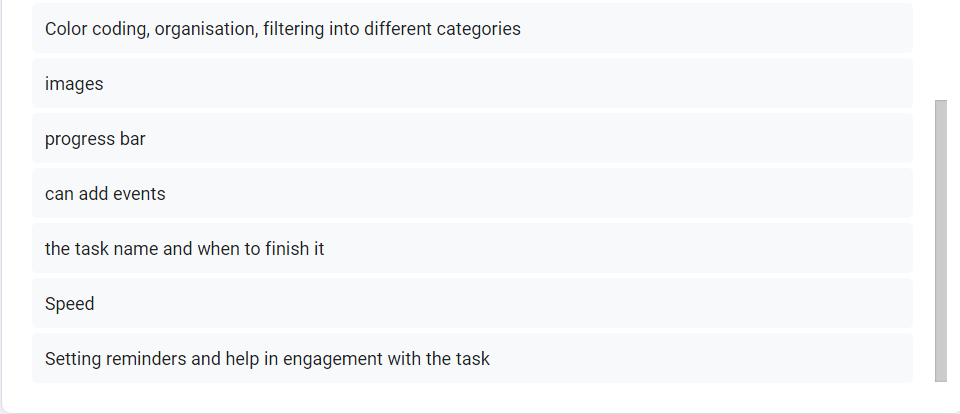 Color coding, organisation, filtering into different categories
images
progress bar
can add events
the task name and when to finish it
Speed
Setting reminders and help in engagement with the task